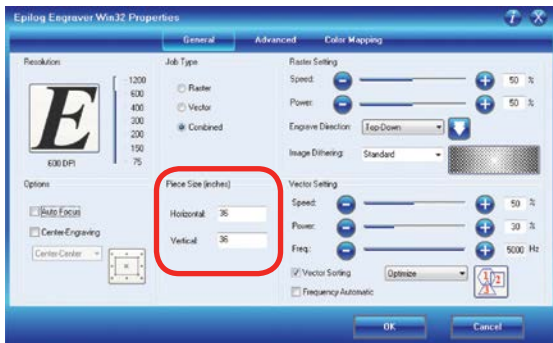 Epilog Engraver Win32 Properties
General Advanced Color Mapping
Resolution
E
600 DPI
1200
600
400
300
200
150
75
Job Type
Raster
Vector
Combined
Raster Setting
Speed: 50 %
Power: 50 %
Engrave Direction: Top-Down
Image Dithering: Standard
Options
Auto Focus
Center-Engraving
Center-Center
Piece Size (inches)
Horizontal: 36
Vertical: 36
Vector Setting
Speed: 50 %
Power: 30 %
Freq.: 5000 Hz
Vector Sorting Optimize
Frequency Automatic
1 2 3
OK Cancel